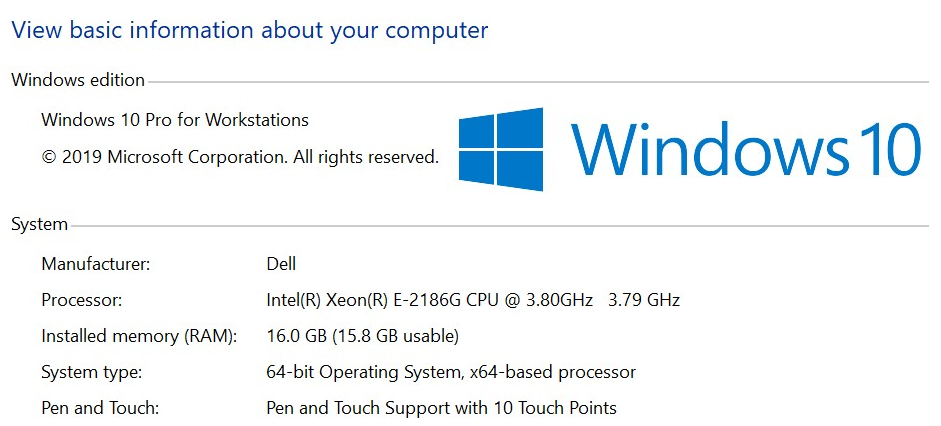 View basic information about your computer
Windows edition
Windows 10 Pro for Workstations
© 2019 Microsoft Corporation. All rights reserved.
Windows 10
System
Manufacturer: Dell
Processor: Intel(R) Xeon(R) E-2186G CPU @ 3.80GHz 3.79 GHz
Installed memory (RAM): 16.0 GB (15.8 GB usable)
System type: 64-bit Operating System, x64-based processor
Pen and Touch: Pen and Touch Support with 10 Touch Points